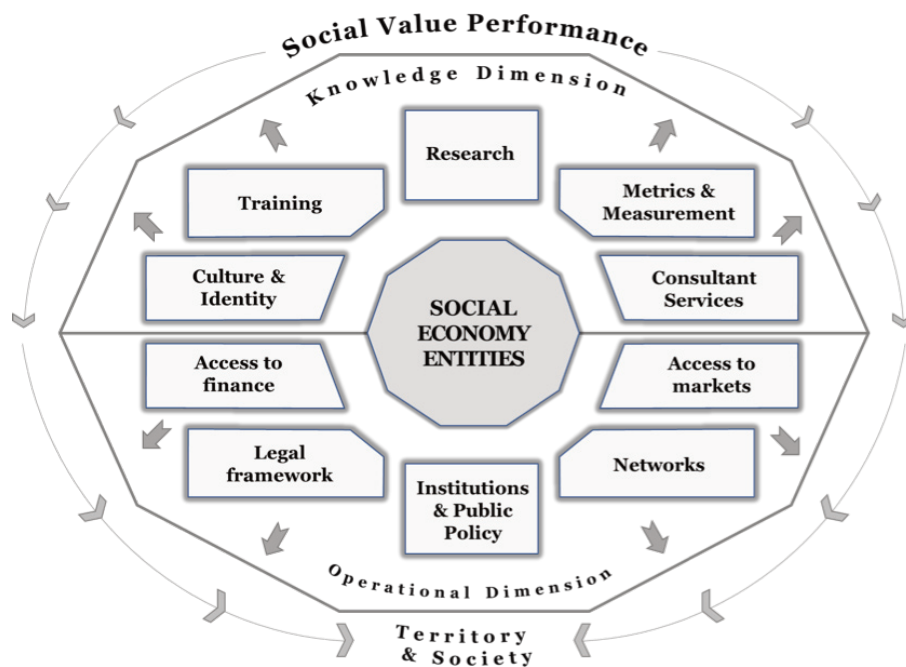 Social Value Performance
Knowledge Dimension
Research
Training
Metrics &
Measurement
Culture &
Identity
Consultant
Services
SOCIAL
ECONOMY
ENTITIES
Access to
finance
Access to
markets
Legal
framework
Networks
Institutions
& Public
Policy
Operational Dimension
Territory
& Society